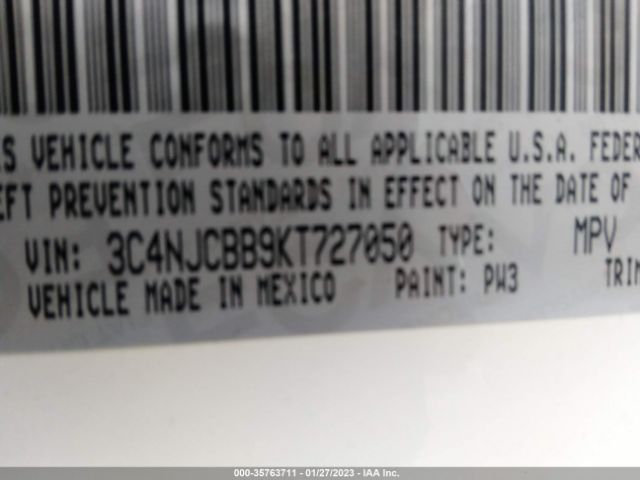 IS VEHICLE CONFORMS TO ALL APPLICABLE U.S.A. FEDER
EFT PREVENTION STANDARDS IN EFFECT ON THE DATE OF
VIN: 3C4NJCBB9KT727050 TYPE: MPV
VEHICLE MADE IN MEXICO PAINT: PW3 TRIM
000-35763711 - 01/27/2023 - IAA Inc.